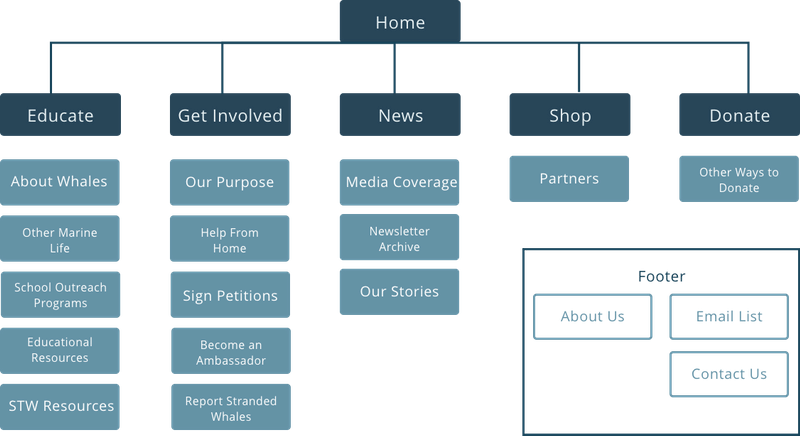 Home
Educate
Get Involved
News
Shop
Donate
About Whales
Other Marine
Life
School Outreach
Programs
Educational
Resources
STW Resources
Our Purpose
Help From
Home
Sign Petitions
Become an
Ambassador
Report Stranded
Whales
Media Coverage
Newsletter
Archive
Our Stories
Partners
Other Ways to
Donate
Footer
About Us
Email List
Contact Us